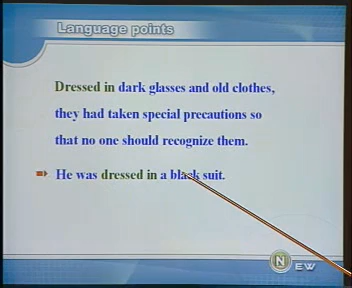 Language points
Dressed in dark glasses and old clothes,
they had taken special precautions so
that no one should recognize them.
He was dressed in a black suit.
N EW